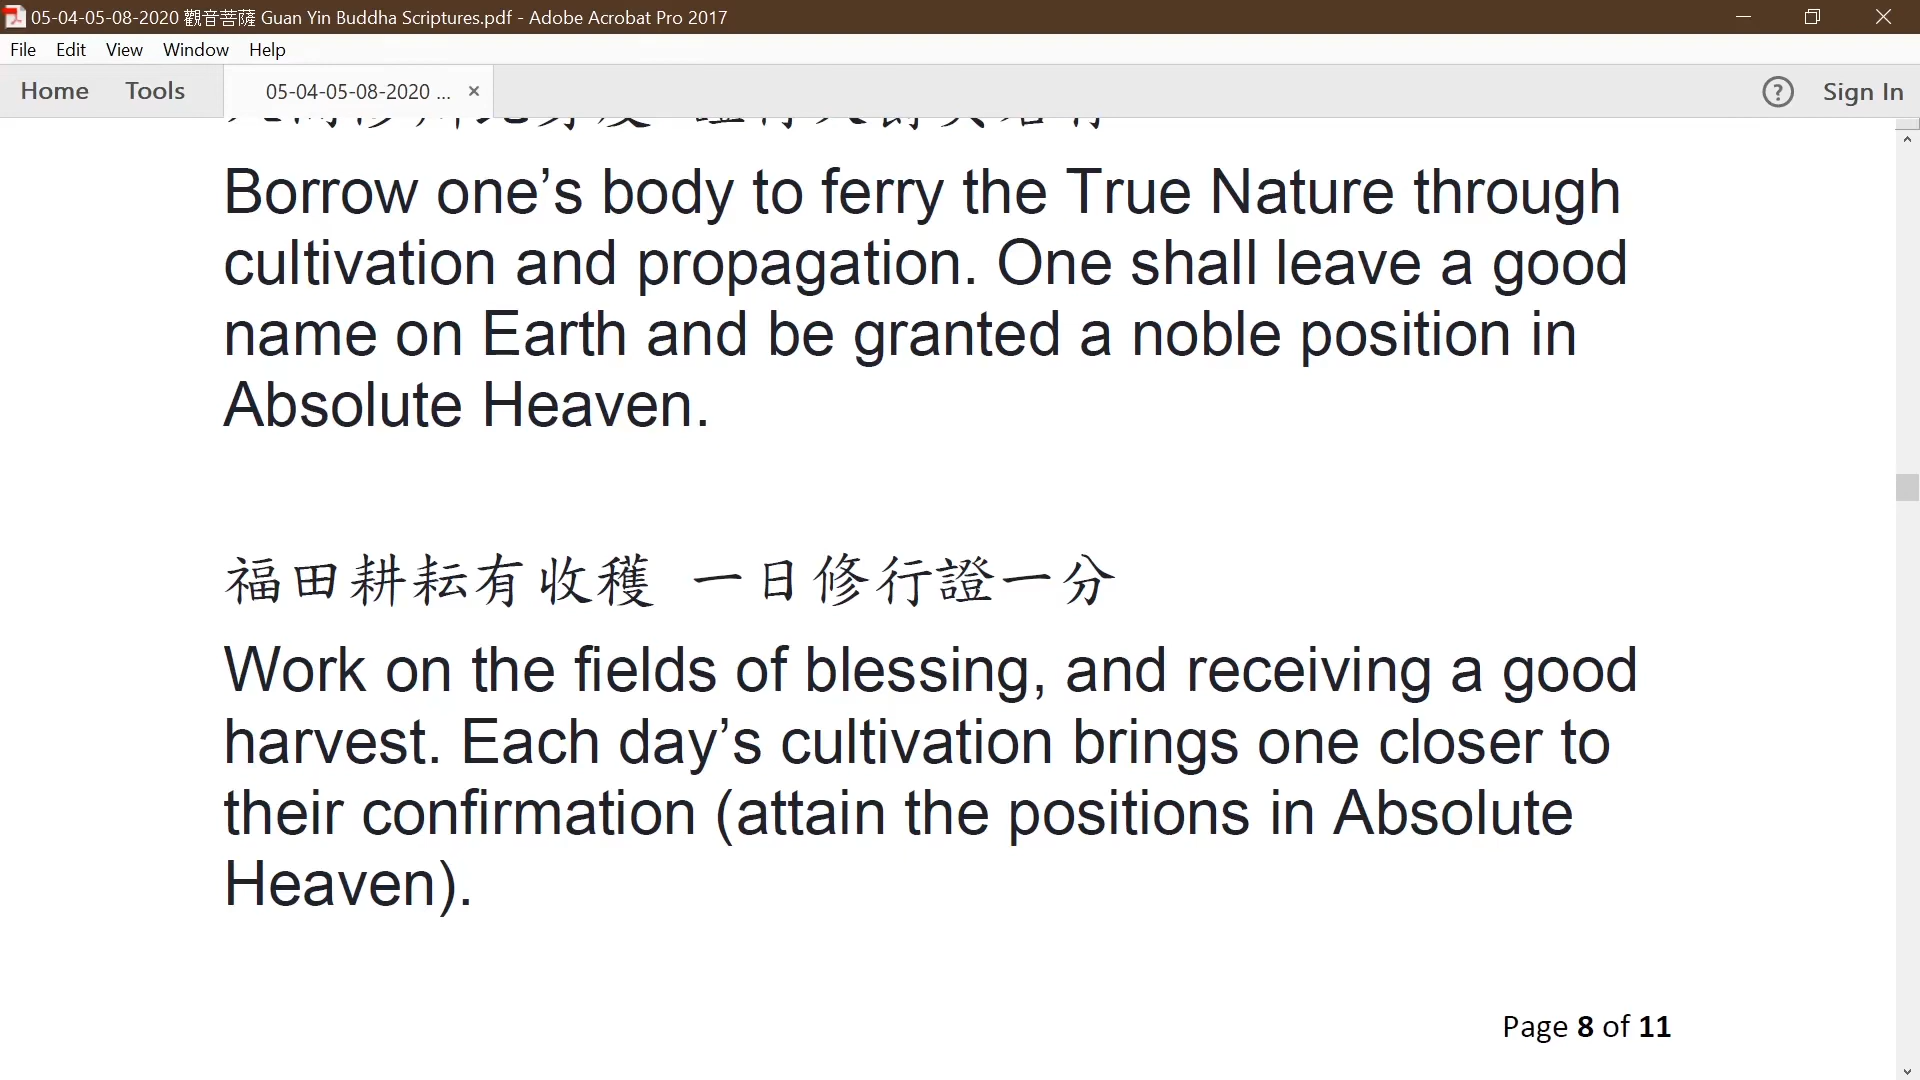 05-04-05-08-2020 觀音菩薩 Guan Yin Buddha Scriptures.pdf - Adobe Acrobat Pro 2017
File Edit View Window Help
Home Tools 05-04-05-08-2020 ... × ? Sign In
Borrow one’s body to ferry the True Nature through
cultivation and propagation. One shall leave a good
name on Earth and be granted a noble position in
Absolute Heaven.
福田耕耘有收穫 一日修行證一分
Work on the fields of blessing, and receiving a good
harvest. Each day’s cultivation brings one closer to
their confirmation (attain the positions in Absolute
Heaven).
Page 8 of 11